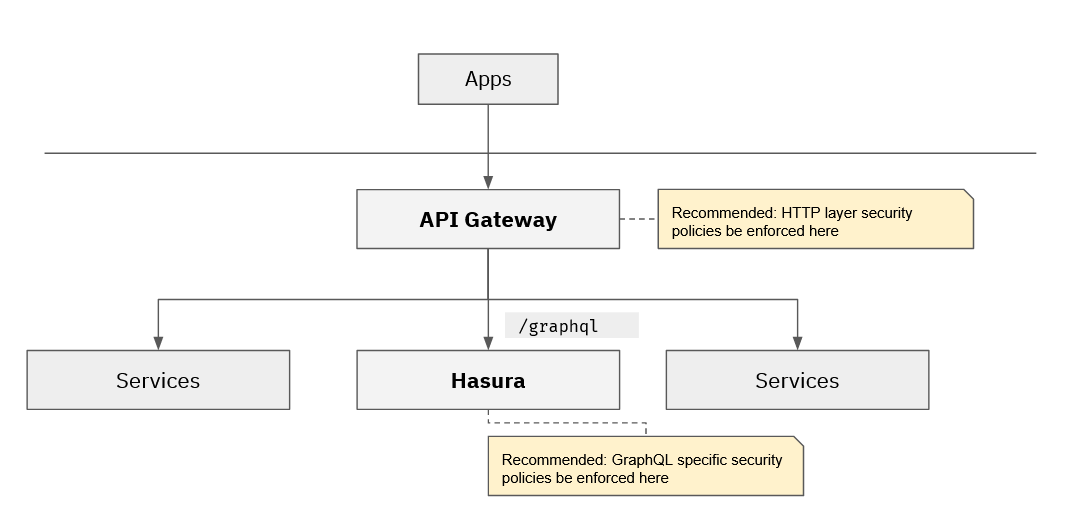 Apps
API Gateway
Recommended: HTTP layer security
policies be enforced here
/graphql
Services
Hasura
Services
Recommended: GraphQL specific security
policies be enforced here